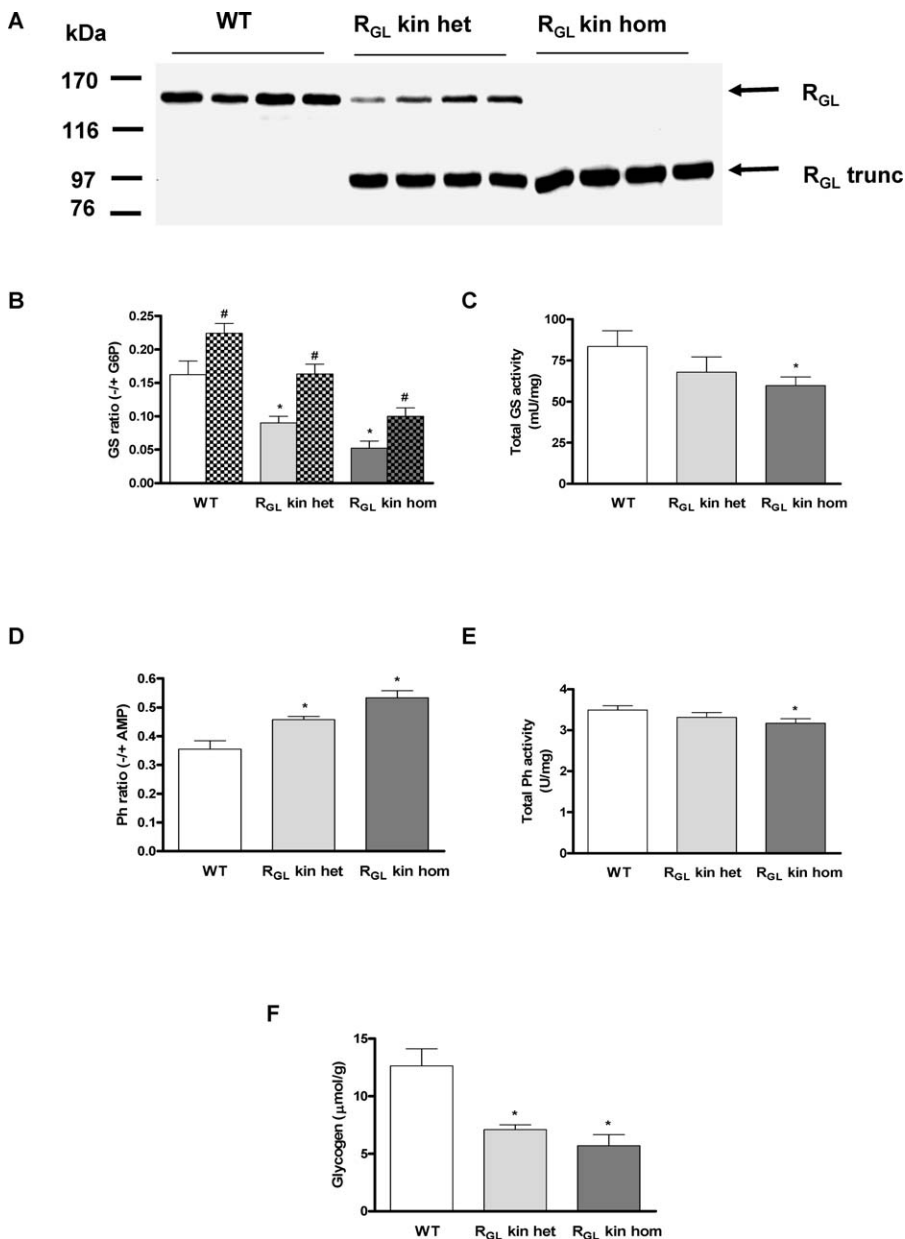 A
kDa
WT
RGL kin het
RGL kin hom
170
116
97
76
RGL
RGL trunc
B
GS ratio (-/+ G6P)
0.25
0.20
0.15
0.10
0.05
0.00
#
*
#
*
#
WT
RGL kin het
RGL kin hom
C
Total GS activity
(mU/mg)
100
75
50
25
0
*
WT
RGL kin het
RGL kin hom
D
Ph ratio (-/+ AMP)
0.6
0.5
0.4
0.3
0.2
0.1
0.0
*
*
WT
RGL kin het
RGL kin hom
E
Total Ph activity
(U/mg)
4
3
2
1
0
*
WT
RGL kin het
RGL kin hom
F
Glycogen (μmol/g)
15
10
5
0
*
*
WT
RGL kin het
RGL kin hom